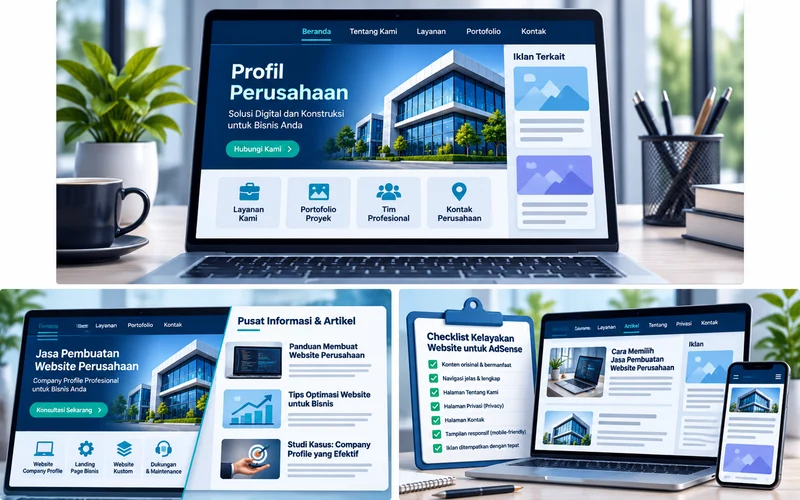 Beranda
Tentang Kami
Layanan
Portofolio
Kontak
Iklan Terkait
Profil
Perusahaan
Solusi Digital dan Konstruksi
untuk Bisnis Anda
Hubungi Kami
Layanan
Kami
Portofolio
Proyek
Tim
Profesional
Kontak
Perusahaan
Layanan
Portofolio
Kontak
Jasa Pembuatan
Website Perusahaan
Company Profile Profesional
untuk Bisnis Anda
Konsultasi Sekarang
Website
Company Profile
Landing
Page Bisnis
Website
Kustom
Dukungan
& Maintenance
Pusat Informasi & Artikel
Panduan Membuat
Website Perusahaan
Tips Optimasi Website
untuk Bisnis
Studi Kasus: Company
Profile yang Efektif
Checklist Kelayakan
Website untuk AdSense
Konten orisinal & bermanfaat
Navigasi jelas & lengkap
Halaman Tentang Kami
Halaman Privasi (Privacy)
Halaman Kontak
Tampilan responsif (mobile-friendly)
Iklan ditempatkan dengan tepat
Layanan
Artikel
Tentang
Privasi
Kontak
Cara Memilih
Jasa Pembuatan
Website Perusahaan
Iklan